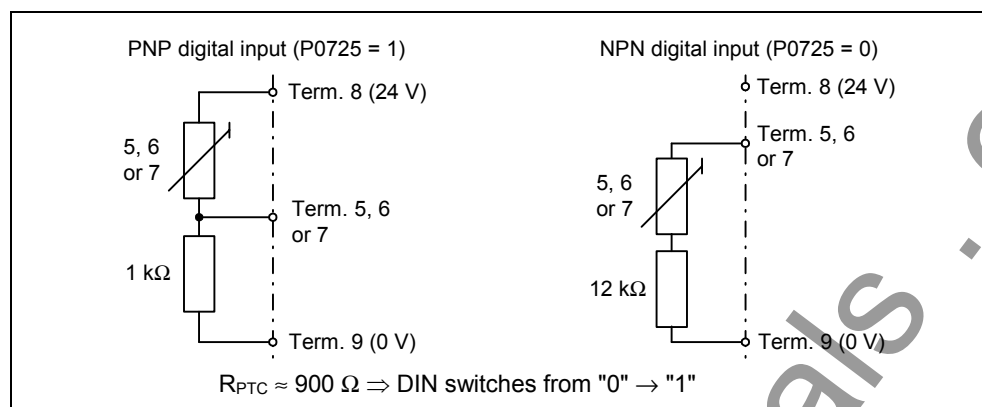 PNP digital input (P0725 = 1)
Term. 8 (24 V)
5, 6
or 7
Term. 5, 6
or 7
1 kΩ
Term. 9 (0 V)
NPN digital input (P0725 = 0)
Term. 8 (24 V)
Term. 5, 6
or 7
5, 6
or 7
12 kΩ
Term. 9 (0 V)
RPTC ≈ 900 Ω ⇒ DIN switches from "0" → "1"
als .